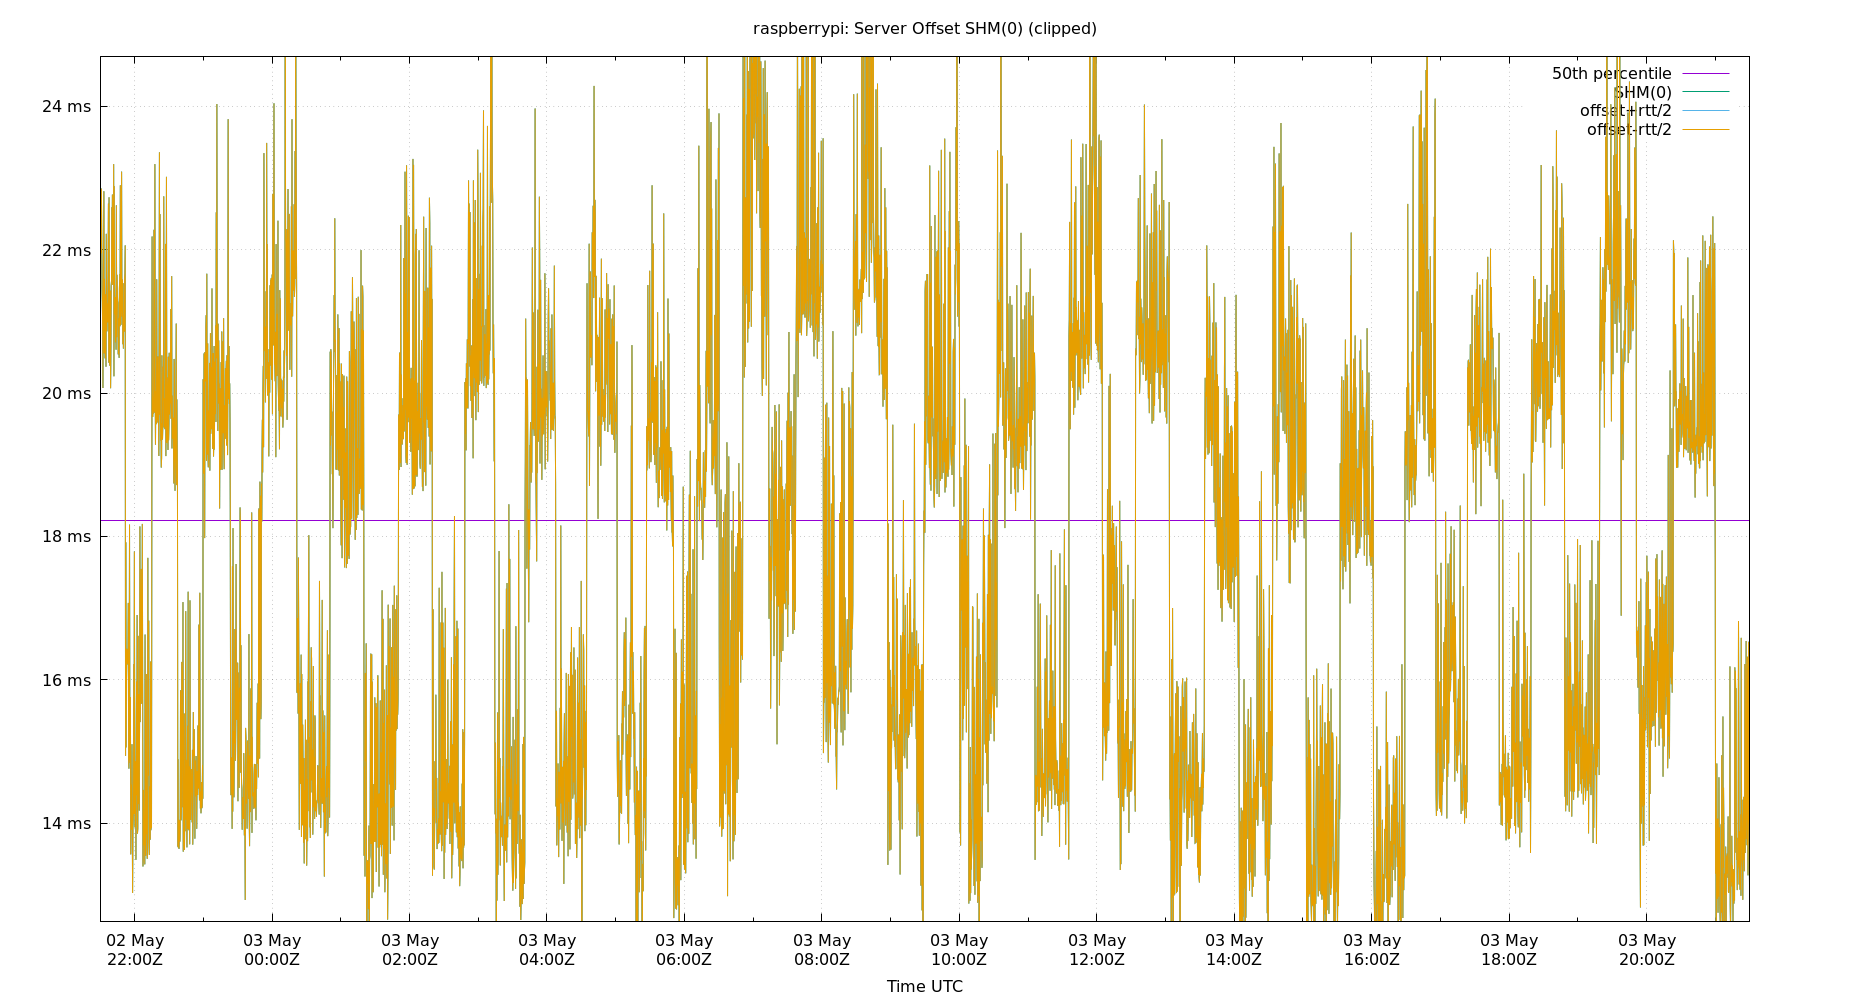 raspberrypi: Server Offset SHM(0) (clipped)
50th percentile
SHM(0)
offset+rtt/2
offset-rtt/2
24 ms
22 ms
20 ms
18 ms
16 ms
14 ms
02 May 03 May 03 May 03 May 03 May 03 May 03 May 03 May 03 May 03 May 03 May 03 May
22:00Z 00:00Z 02:00Z 04:00Z 06:00Z 08:00Z 10:00Z 12:00Z 14:00Z 16:00Z 18:00Z 20:00Z
Time UTC